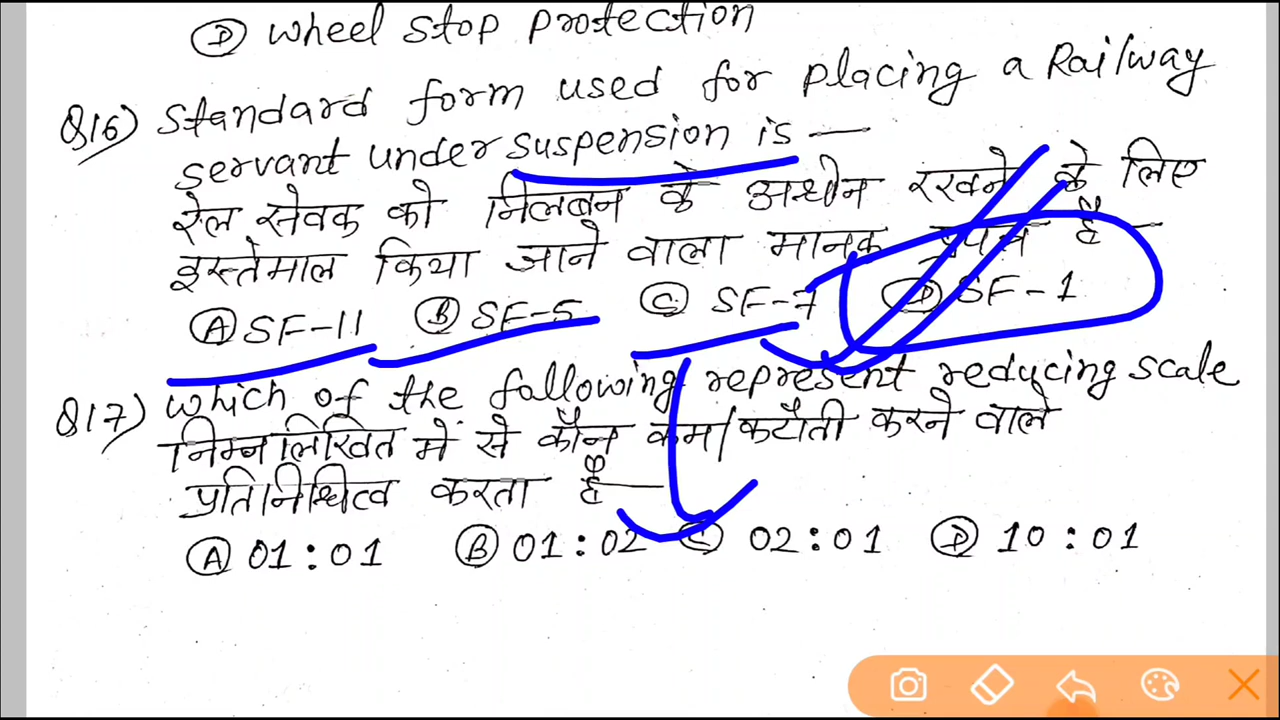 Ⓓ Wheel stop protection
Q16) Standard form used for placing a Railway
servant under suspension is —
रेल सेवक को निलबन के अधीन रखने के लिए
इस्तेमाल किया जाने वाला मानक प्रपत्र है —
Ⓐ SF-11 Ⓑ SF-5 Ⓒ SF-7 Ⓓ SF-1
Q17) Which of the following represent reducing scale
निम्नलिखित में से कौन कम/कटौती करने वाले
प्रतिनिधित्व करता है —
Ⓐ 01:01 Ⓑ 01:02 Ⓒ 02:01 Ⓓ 10:01